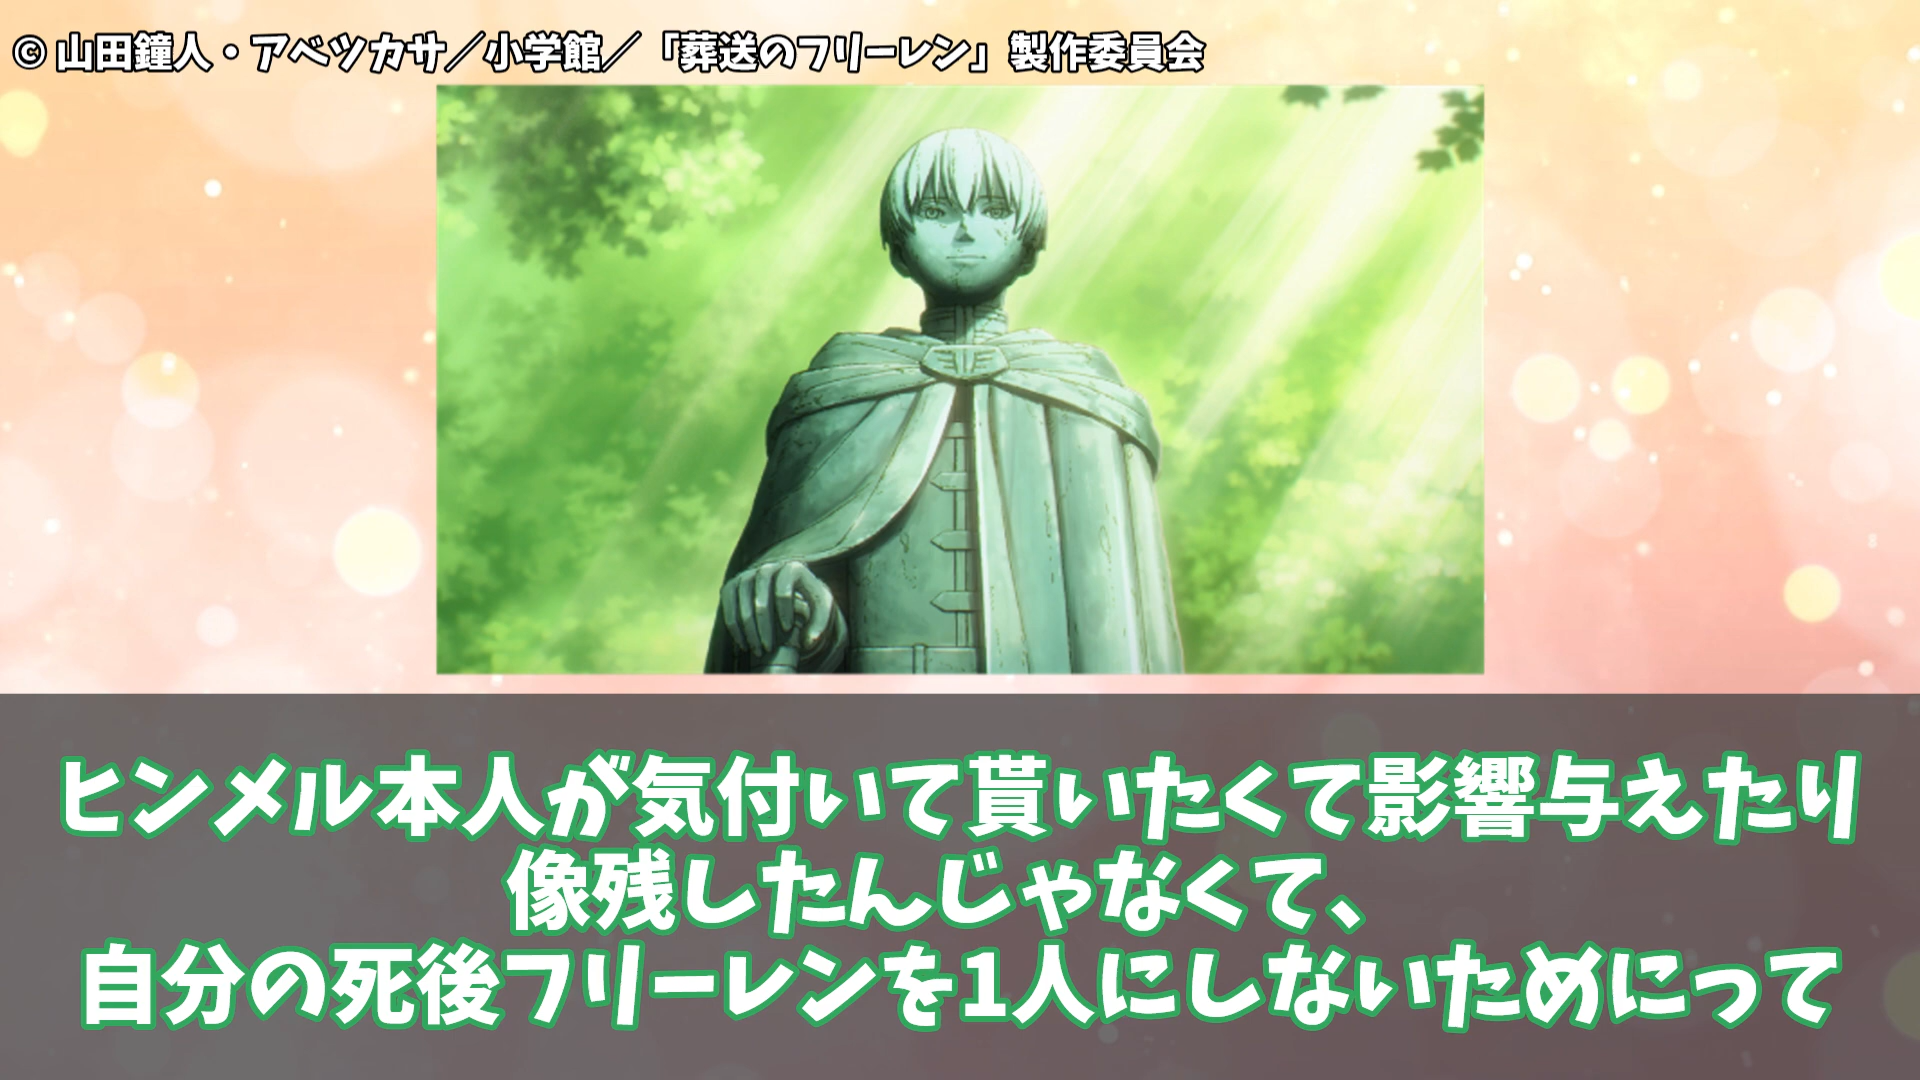 © 山田鐘人・アベツカサ／小学館／「葬送のフリーレン」製作委員会
ヒンメル本人が気付いて貰いたくて影響与えたり
像残したんじゃなくて、
自分の死後フリーレンを1人にしないためにって